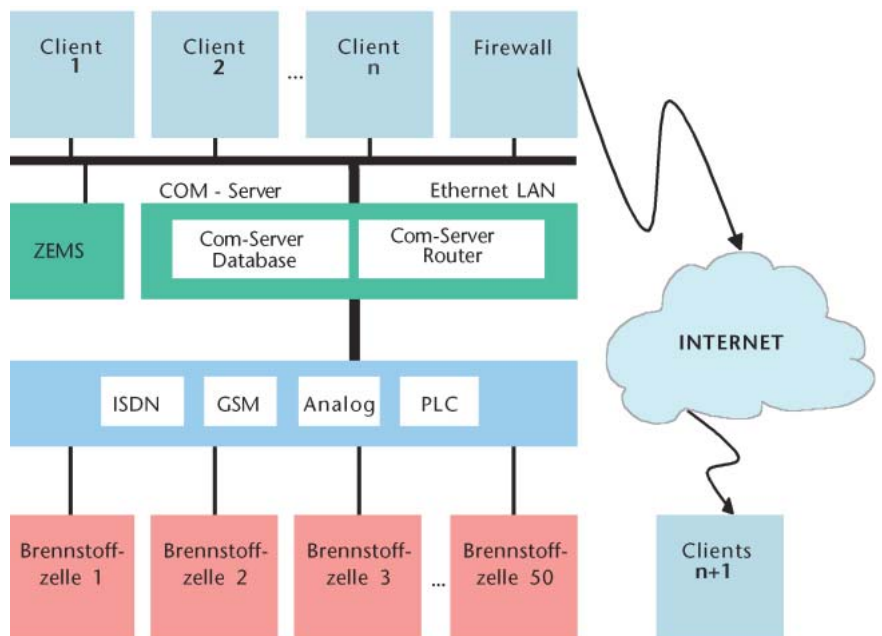 Client
1
Client
2
...
Client
n
Firewall
COM - Server
Ethernet LAN
ZEMS
Com-Server
Database
Com-Server
Router
INTERNET
ISDN
GSM
Analog
PLC
Brennstoff-
zelle 1
Brennstoff-
zelle 2
Brennstoff-
zelle 3
...
Brennstoff-
zelle 50
Clients
n+1